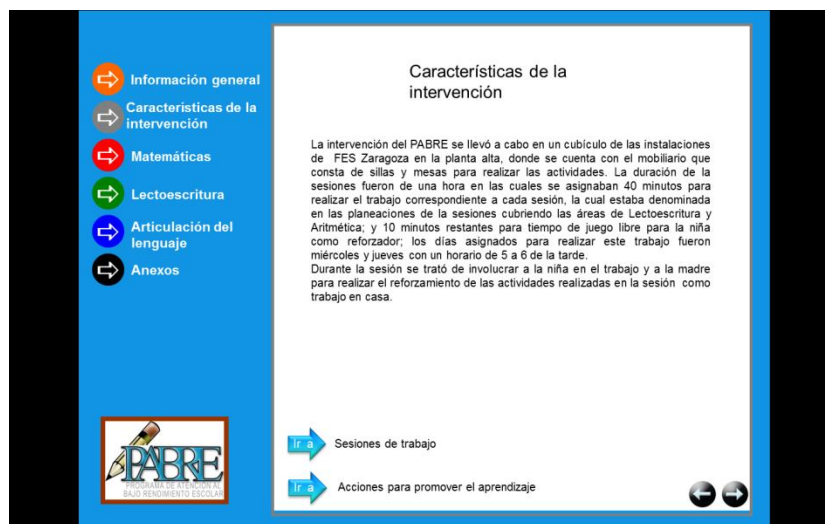 Información general
Caracteristicas de la
intervención
Matemáticas
Lectoescritura
Articulación del
lenguaje
Anexos
PABRE
PROGRAMA DE ATENCIÓN AL
BAJO RENDIMIENTO ESCOLAR
Características de la
intervención
La intervención del PABRE se llevó a cabo en un cubículo de las instalaciones
de FES Zaragoza en la planta alta, donde se cuenta con el mobiliario que
consta de sillas y mesas para realizar las actividades. La duración de la
sesiones fueron de una hora en las cuales se asignaban 40 minutos para
realizar el trabajo correspondiente a cada sesión, la cual estaba denominada
en las planeaciones de la sesiones cubriendo las áreas de Lectoescritura y
Aritmética; y 10 minutos restantes para tiempo de juego libre para la niña
como reforzador; los días asignados para realizar este trabajo fueron
miércoles y jueves con un horario de 5 a 6 de la tarde.
Durante la sesión se trató de involucrar a la niña en el trabajo y a la madre
para realizar el reforzamiento de las actividades realizadas en la sesión como
trabajo en casa.
Ir a Sesiones de trabajo
Ir a Acciones para promover el aprendizaje